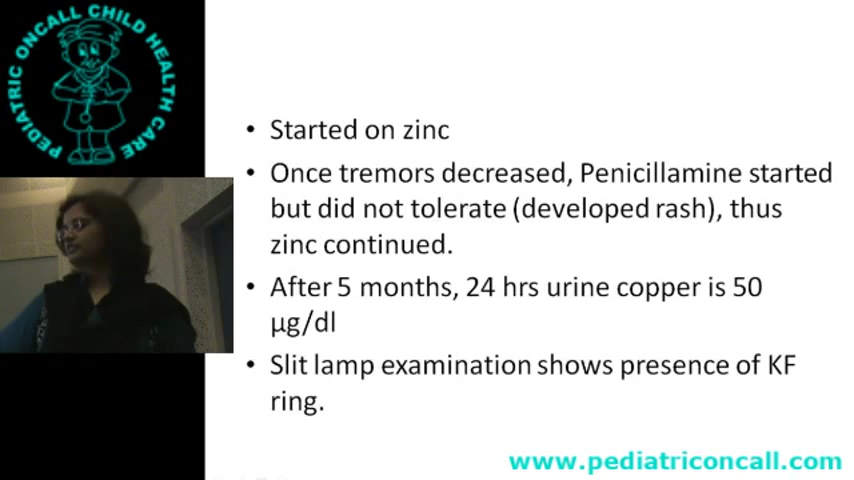 PEDIATRIC ONCALL CHILD HEALTH CARE
• Started on zinc
• Once tremors decreased, Penicillamine started
but did not tolerate (developed rash), thus
zinc continued.
• After 5 months, 24 hrs urine copper is 50
µg/dl
• Slit lamp examination shows presence of KF
ring.
www.pediatriconcall.com